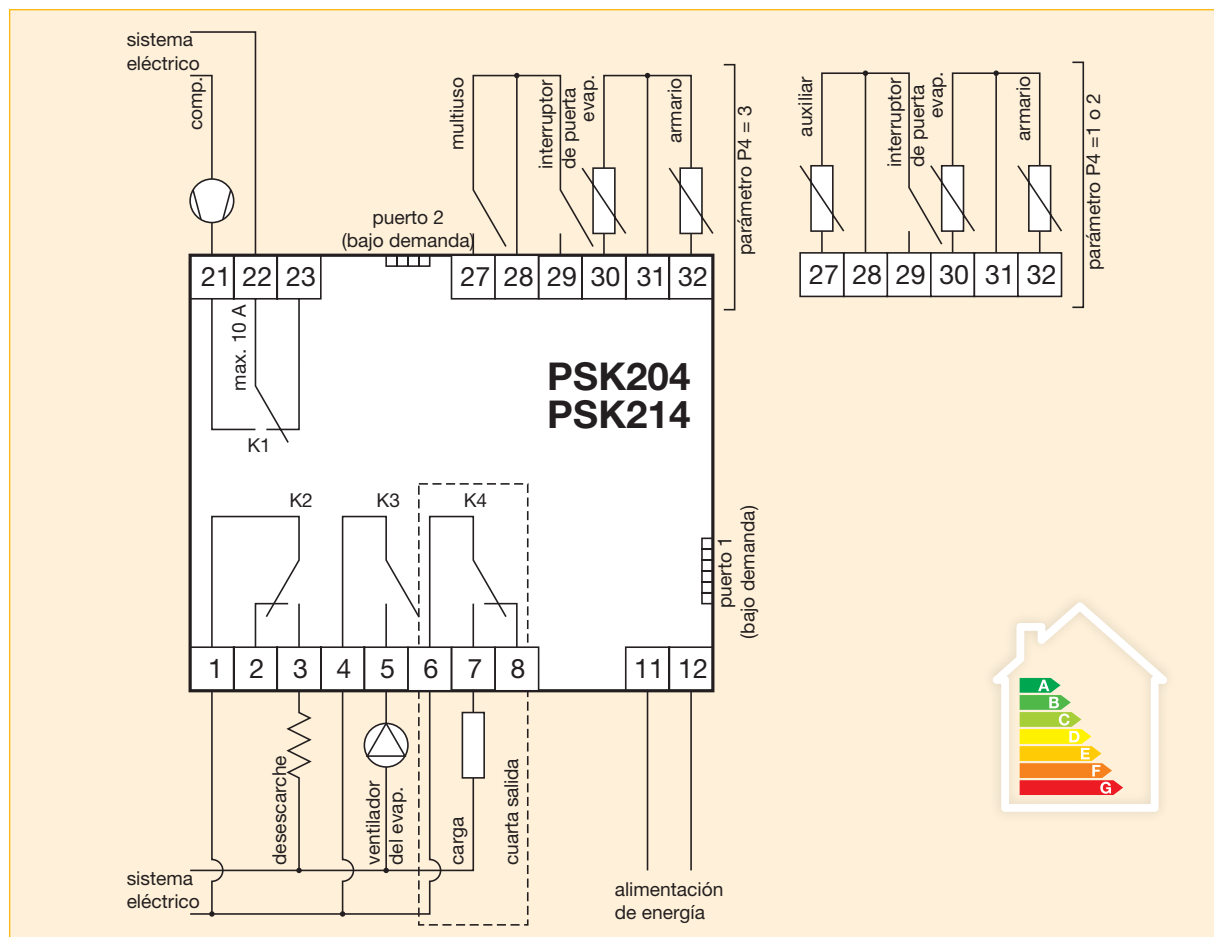 sistema
eléctrico
comp.
multiuso
interruptor
de puerta
evap.
armario
parámetro P4 = 3
auxiliar
interruptor
de puerta
evap.
armario
parámetro P4 =1 o 2
puerto 2
(bajo demanda)
21 22 23
27 28 29 30 31 32
27 28 29 30 31 32
max. 10 A
K1
PSK204
PSK214
K2
K3
K4
puerto 1
(bajo demanda)
1 2 3 4 5 6 7 8
11 12
desescarche
ventilador
del evap.
carga
cuarta salida
sistema
eléctrico
alimentación
de energía
A
B
C
D
E
F
G